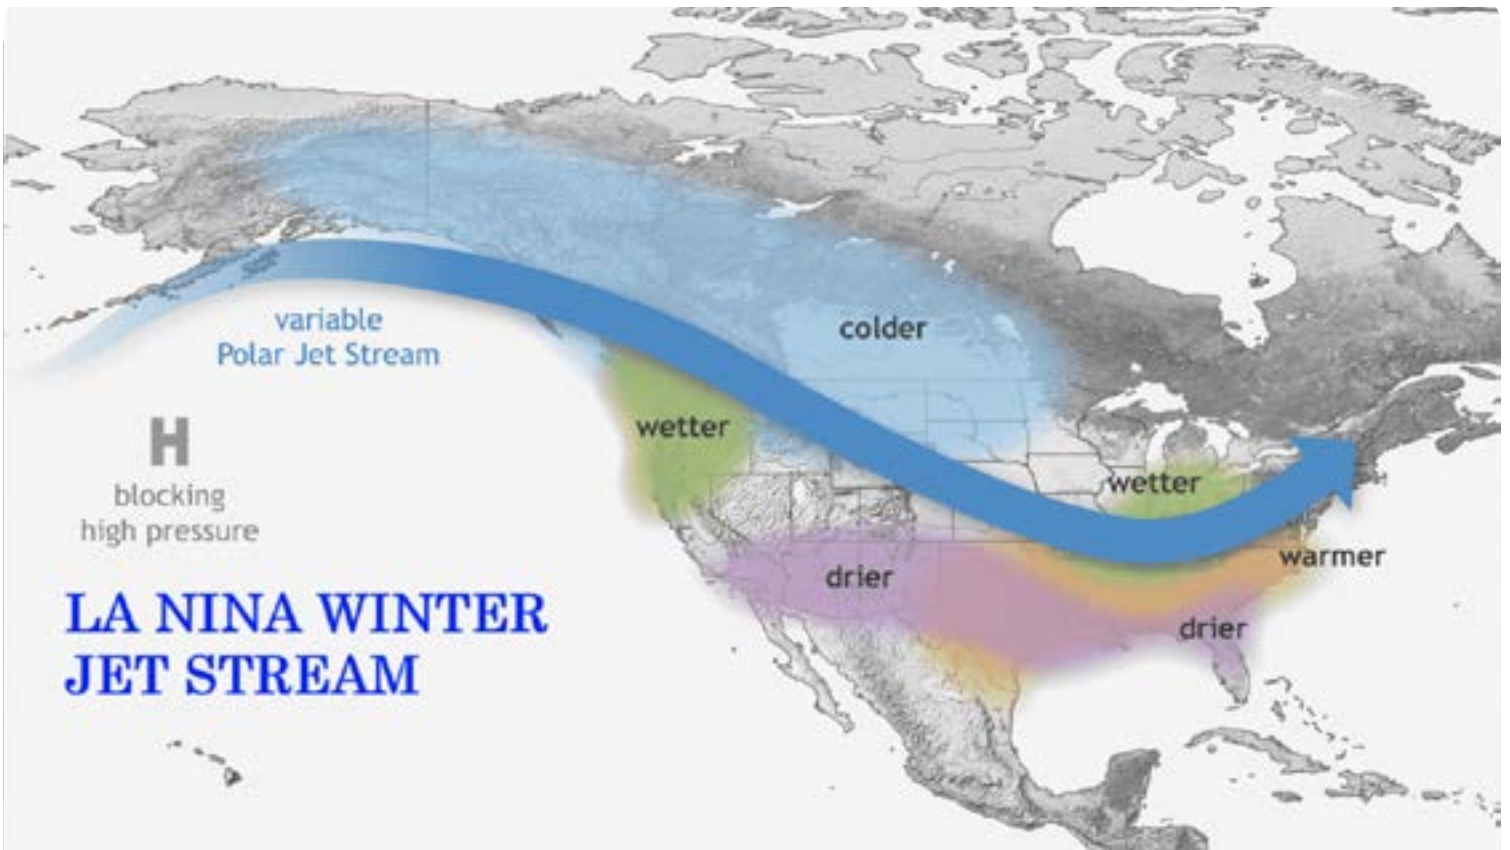 colder
variable
Polar Jet Stream
wetter
H
blocking
high pressure
wetter
warmer
drier
drier
LA NINA WINTER
JET STREAM